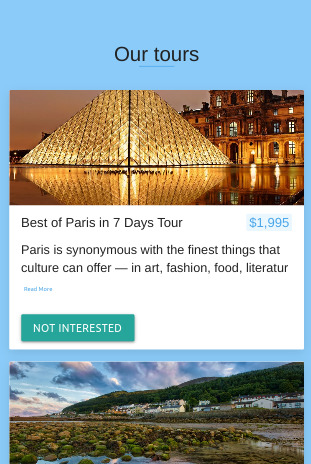 Our tours
Best of Paris in 7 Days Tour
$1,995
Paris is synonymous with the finest things that
culture can offer — in art, fashion, food, literatur
Read More
NOT INTERESTED